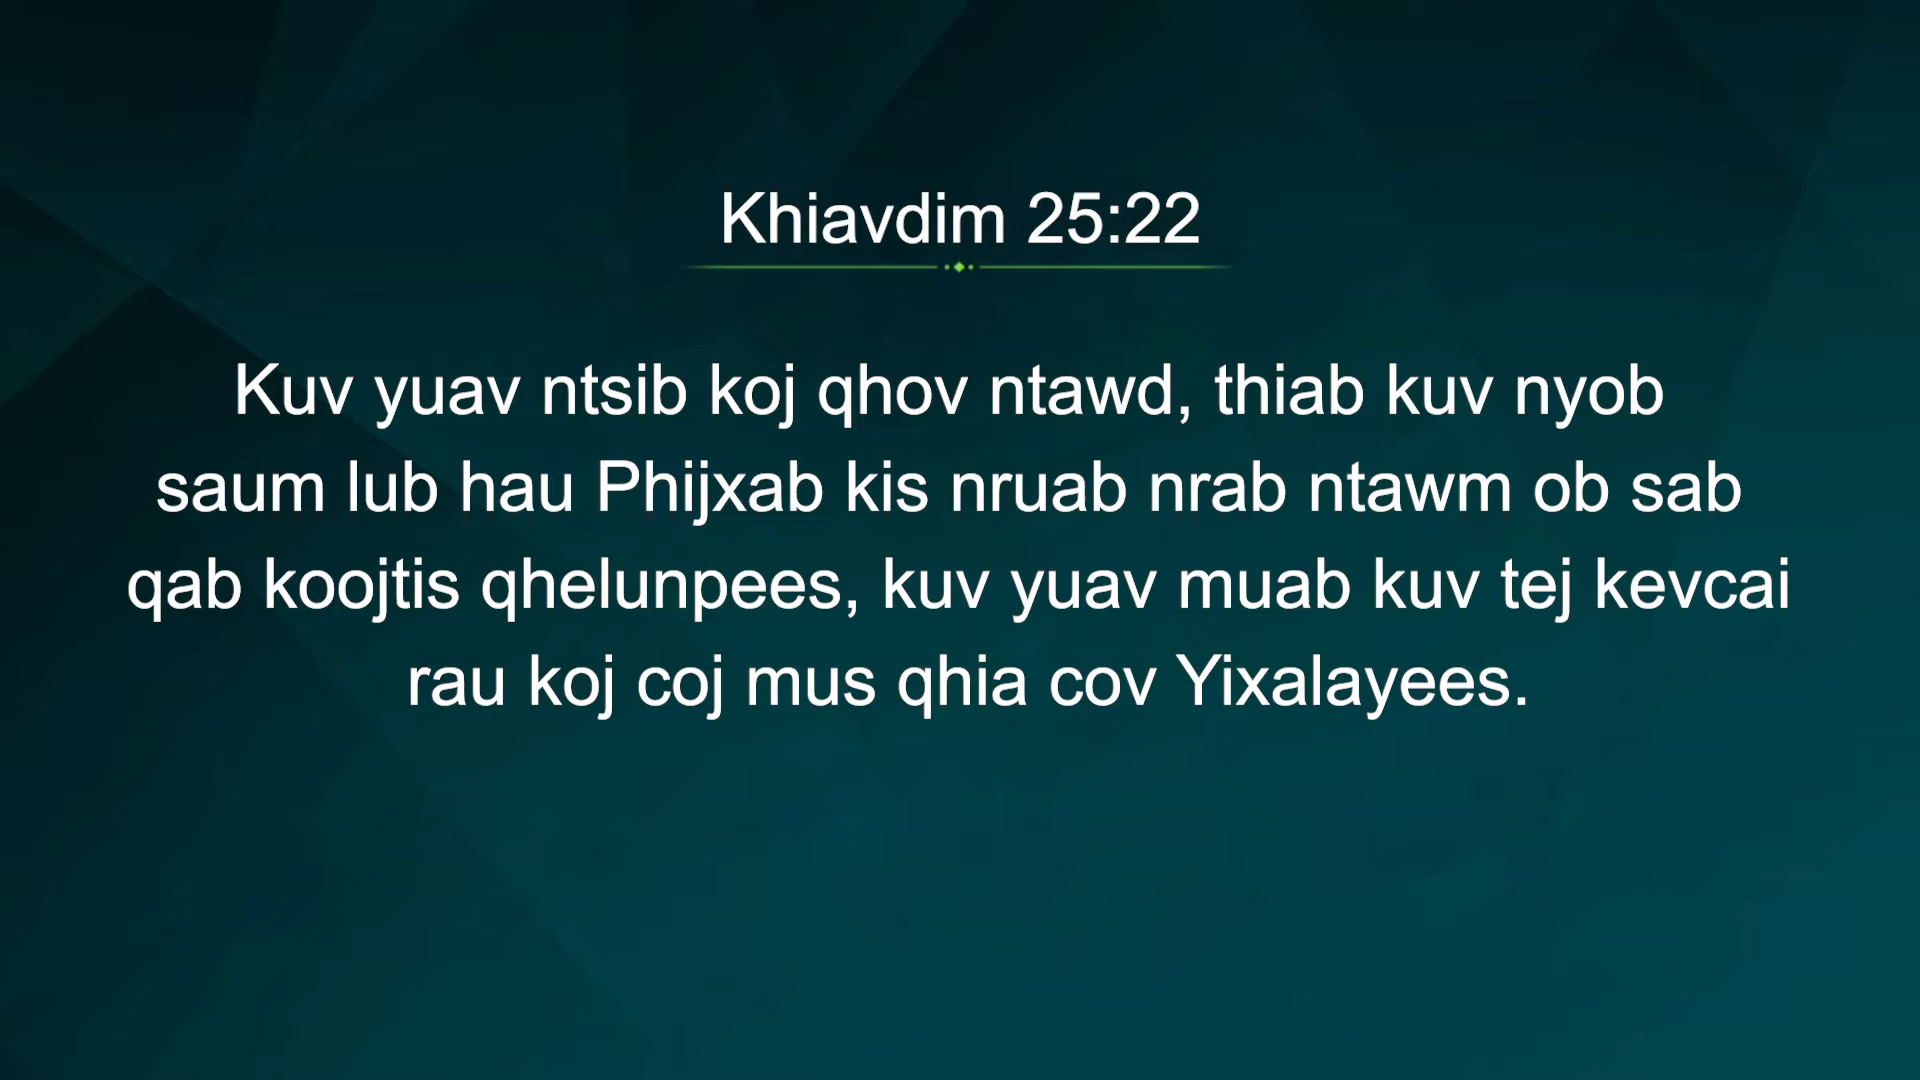 Khiavdim 25:22
Kuv yuav ntsib koj qhov ntawd, thiab kuv nyob
saum lub hau Phijxab kis nruab nrab ntawm ob sab
qab koojtis qhelunpees, kuv yuav muab kuv tej kevcai
rau koj coj mus qhia cov Yixalayees.